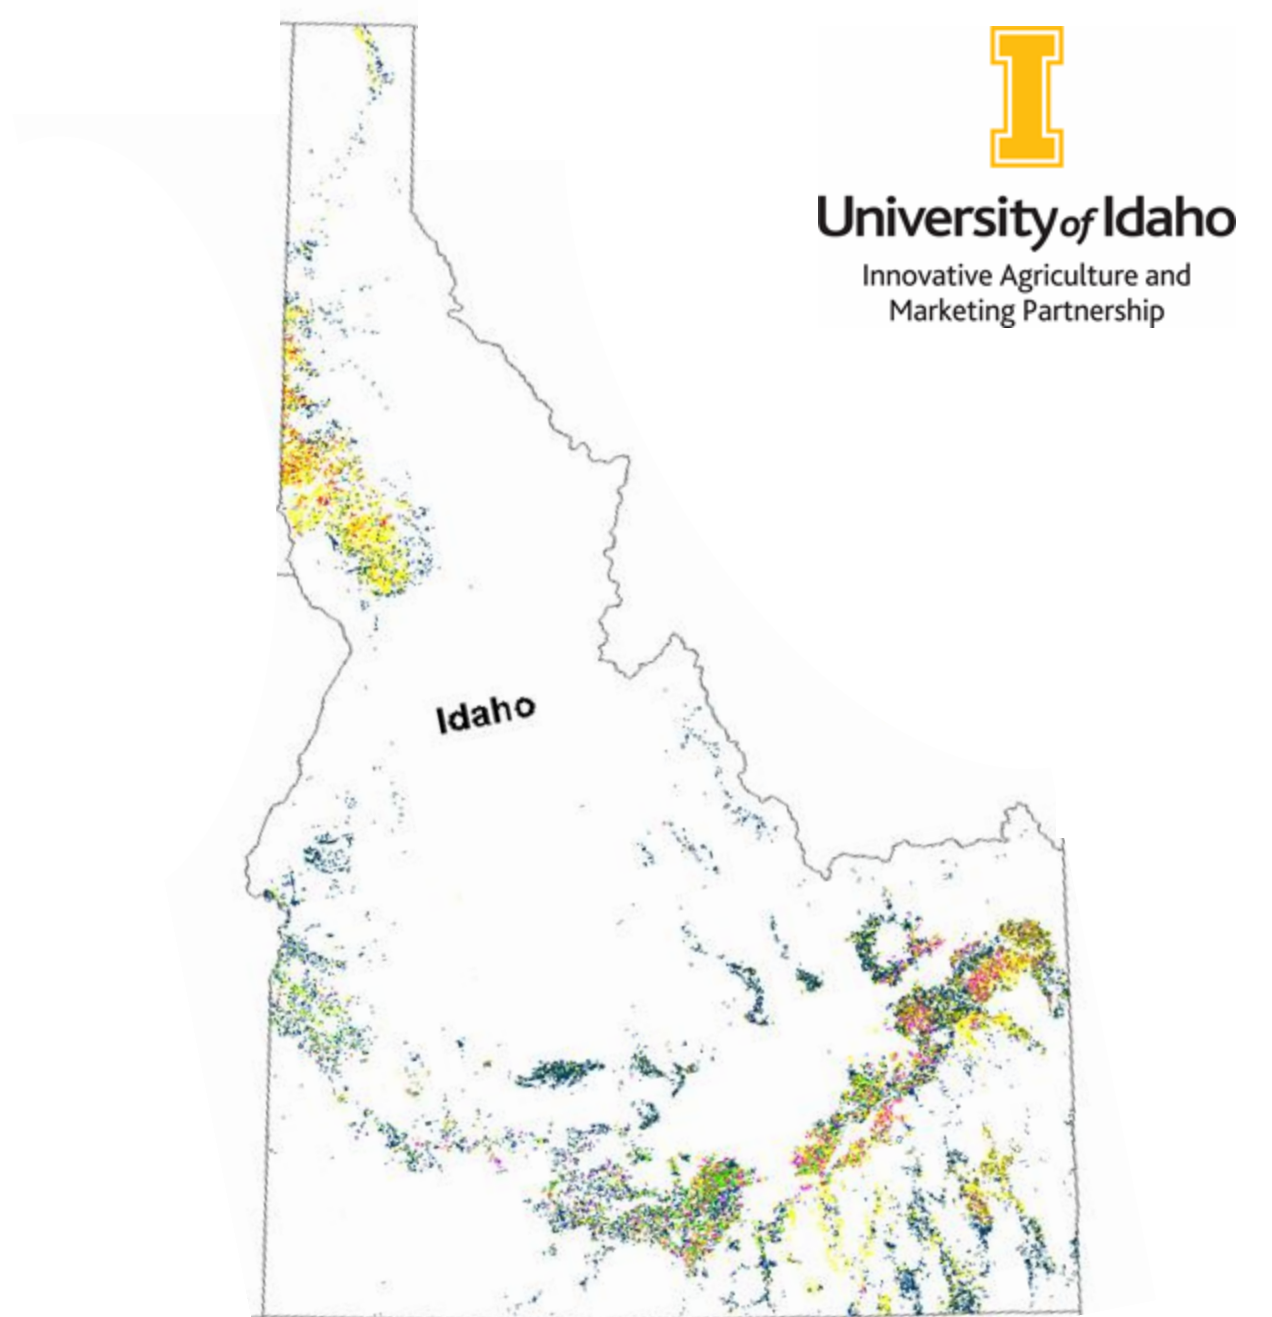 I
University of Idaho
Innovative Agriculture and
Marketing Partnership
Idaho